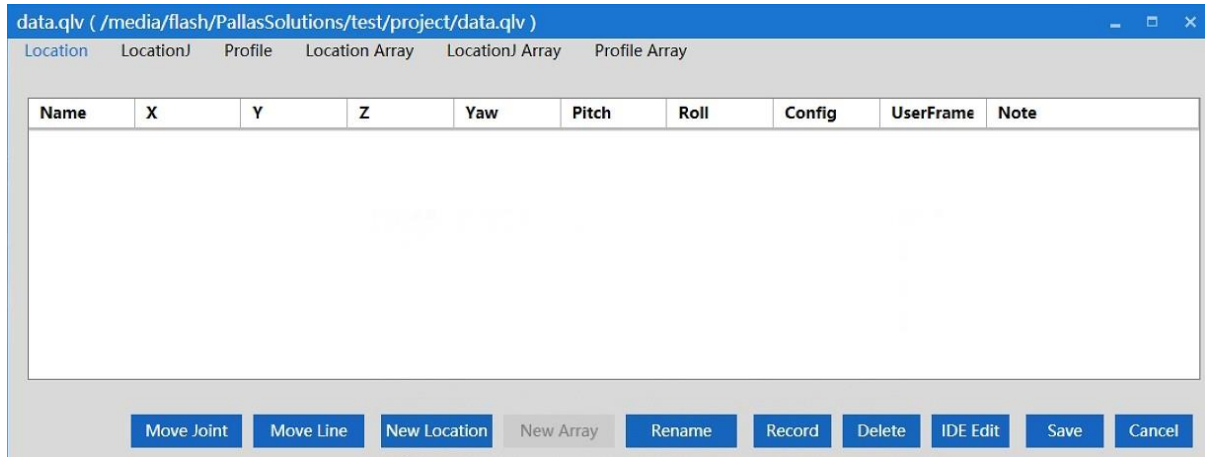 data.qlv ( /media/flash/PallasSolutions/test/project/data.qlv )
Location LocationJ Profile Location Array LocationJ Array Profile Array
Name X Y Z Yaw Pitch Roll Config UserFrame Note
Move Joint Move Line New Location New Array Rename Record Delete IDE Edit Save Cancel